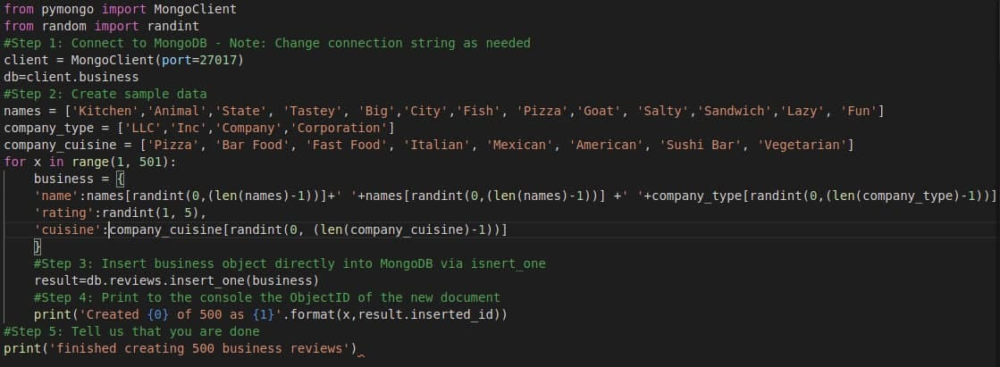 from pymongo import MongoClient
from random import randint
#Step 1: Connect to MongoDB - Note: Change connection string as needed
client = MongoClient(port=27017)
db=client.business
#Step 2: Create sample data
names = ['Kitchen','Animal','State', 'Tastey', 'Big','City','Fish', 'Pizza','Goat', 'Salty','Sandwich','Lazy', 'Fun']
company_type = ['LLC','Inc','Company','Corporation']
company_cuisine = ['Pizza', 'Bar Food', 'Fast Food', 'Italian', 'Mexican', 'American', 'Sushi Bar', 'Vegetarian']
for x in range(1, 501):
    business = {
    'name':names[randint(0,(len(names)-1))]+' '+names[randint(0,(len(names)-1))] +' '+company_type[randint(0,(len(company_type)-1))]
    'rating':randint(1, 5),
    'cuisine':company_cuisine[randint(0, (len(company_cuisine)-1))]
    }
    #Step 3: Insert business object directly into MongoDB via isnert_one
    result=db.reviews.insert_one(business)
    #Step 4: Print to the console the ObjectID of the new document
    print('Created {0} of 500 as {1}'.format(x,result.inserted_id))
#Step 5: Tell us that you are done
print('finished creating 500 business reviews')